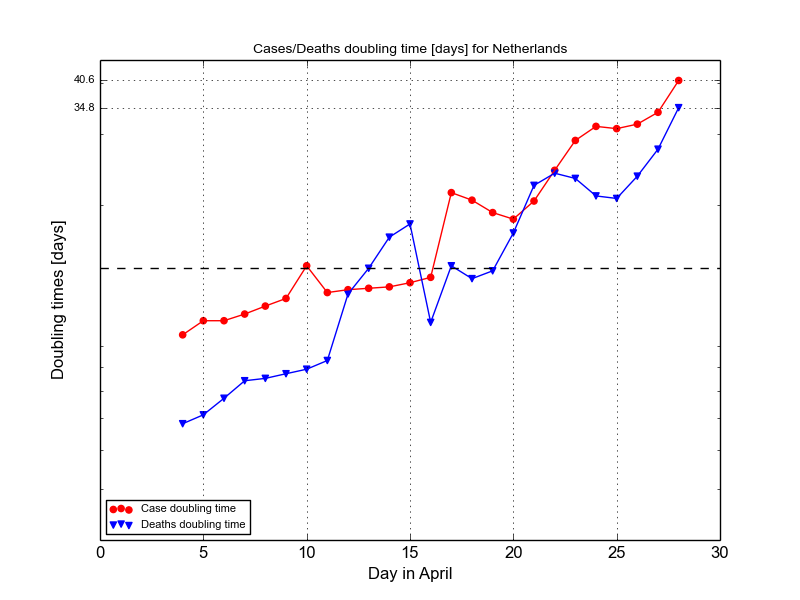 Cases/Deaths doubling time [days] for Netherlands
40.6
34.8
Doubling times [days]
Case doubling time
Deaths doubling time
0 5 10 15 20 25 30
Day in April